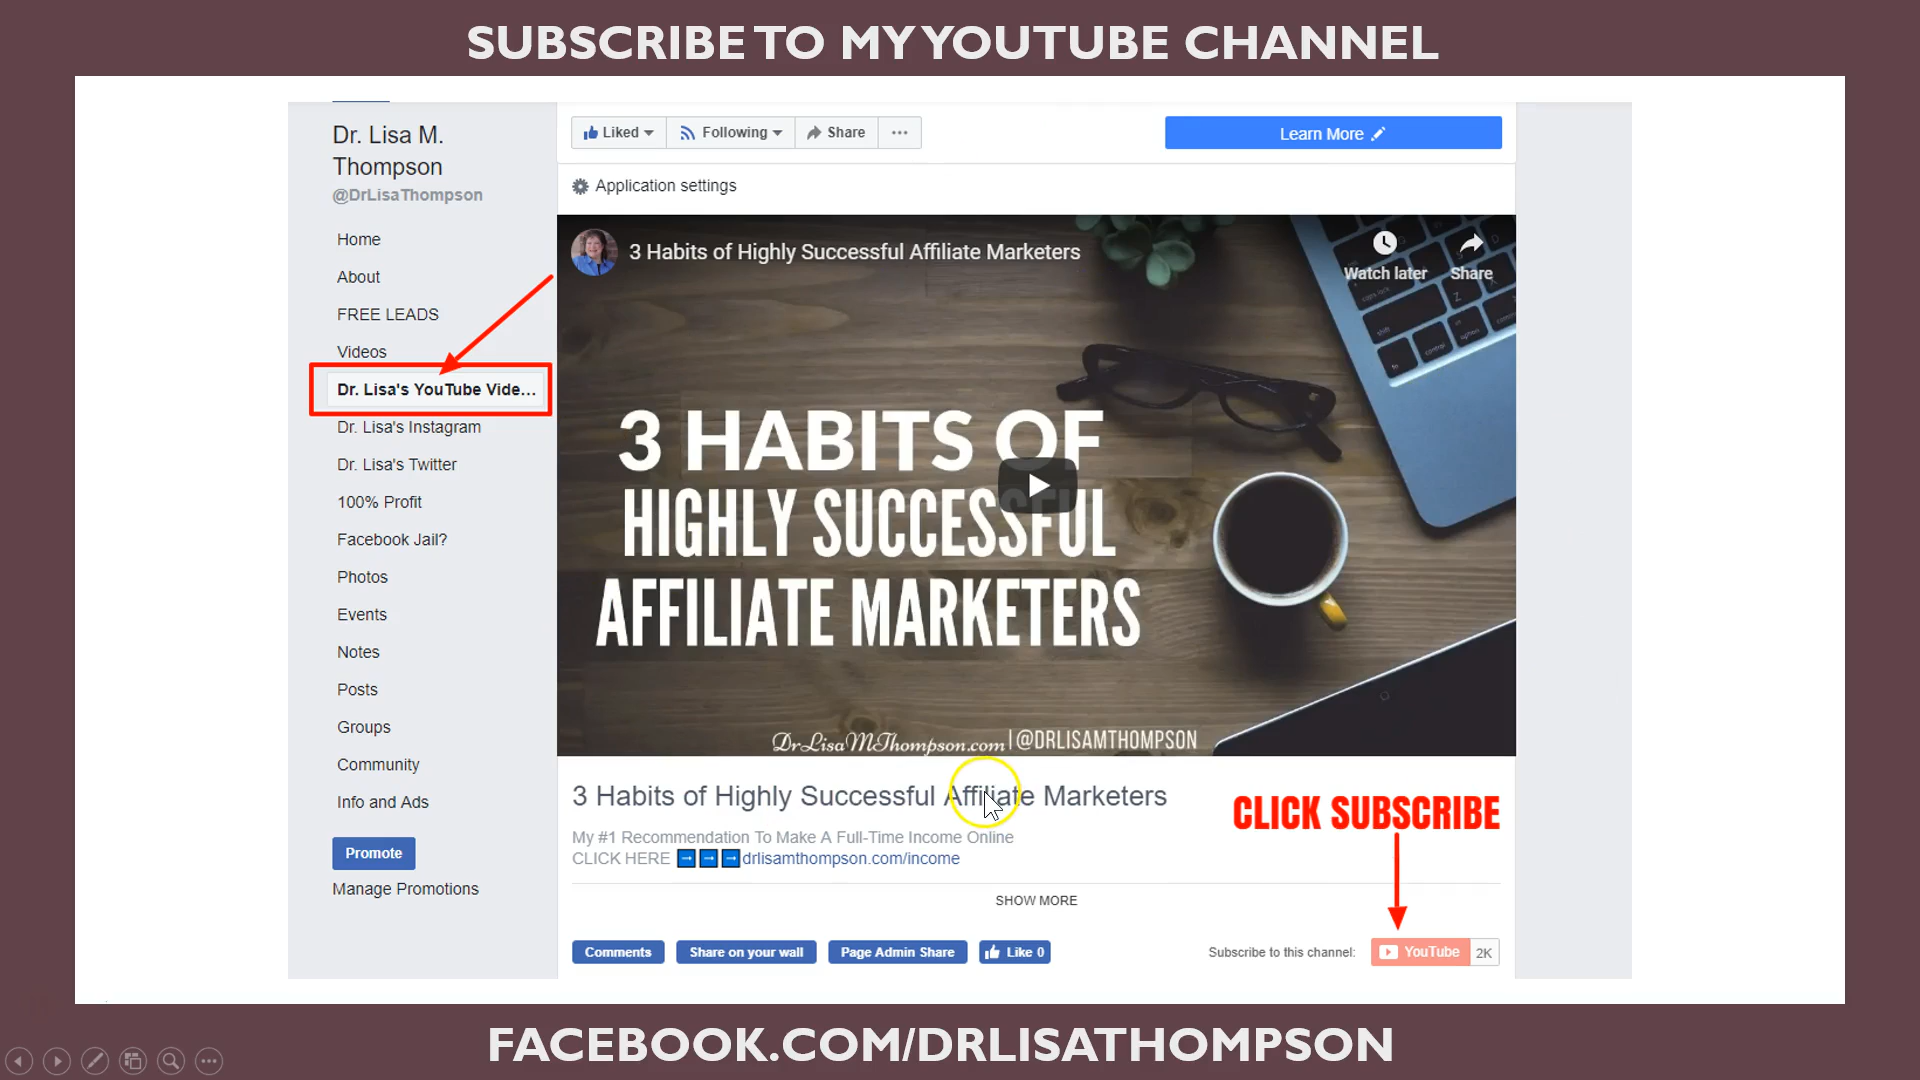 SUBSCRIBE TO MY YOUTUBE CHANNEL
Dr. Lisa M.
Thompson
@DrLisaThompson
Home
About
FREE LEADS
Videos
Dr. Lisa's YouTube Vide...
Dr. Lisa's Instagram
Dr. Lisa's Twitter
100% Profit
Facebook Jail?
Photos
Events
Notes
Posts
Groups
Community
Info and Ads
Promote
Manage Promotions
Liked
Following
Share
Learn More
Application settings
3 Habits of Highly Successful Affiliate Marketers
Watch later
Share
3 HABITS OF
HIGHLY SUCCESSFUL
AFFILIATE MARKETERS
DrLisaMThompson.com | @DRLISAMTHOMPSON
3 Habits of Highly Successful Affiliate Marketers
My #1 Recommendation To Make A Full-Time Income Online
CLICK HERE ➡➡➡ drlisamthompson.com/income
CLICK SUBSCRIBE
SHOW MORE
Comments
Share on your wall
Page Admin Share
Like 0
Subscribe to this channel:
YouTube
2K
FACEBOOK.COM/DRLISATHOMPSON